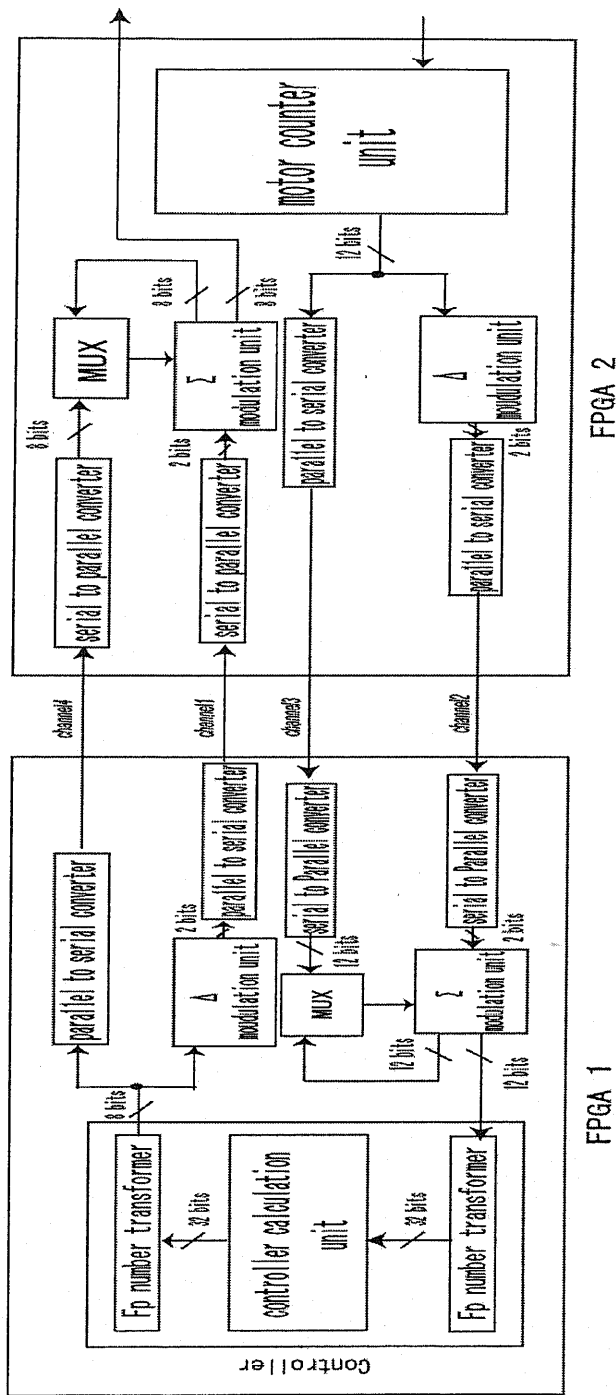 Controller
Fp number transformer
32 bits
controller calculation
unit
32 bits
Fp number transformer
8 bits
parallel to serial converter
Δ
moudulation unit
2 bits
parallel to serial converter
serial to Parallel converter
12 bits
MUX
12 bits
12 bits
Σ
modulation unit
2 bits
serial to Parallel converter
FPGA 1
channel4
channel1
channel3
channel2
serial to parallel converter
8 bits
MUX
8 bits
8 bits
serial to parallel converter
2 bits
Σ
modulation unit
parallel to serial converter
12 bits
motor counter
unit
Δ
moudulation unit
2 bits
parallel to serial converter
FPGA 2